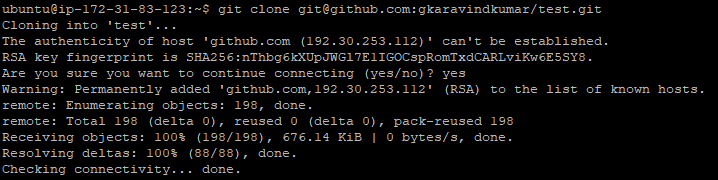 ubuntu@ip-172-31-83-123:~$ git clone git@github.com:gkaravindkumar/test.git
Cloning into 'test'...
The authenticity of host 'github.com (192.30.253.112)' can't be established.
RSA key fingerprint is SHA256:nThbg6kXUpJWGl7E1IGOCspRomTxdCARLviKw6E5SY8.
Are you sure you want to continue connecting (yes/no)? yes
Warning: Permanently added 'github.com,192.30.253.112' (RSA) to the list of known hosts.
remote: Enumerating objects: 198, done.
remote: Total 198 (delta 0), reused 0 (delta 0), pack-reused 198
Receiving objects: 100% (198/198), 676.14 KiB | 0 bytes/s, done.
Resolving deltas: 100% (88/88), done.
Checking connectivity... done.